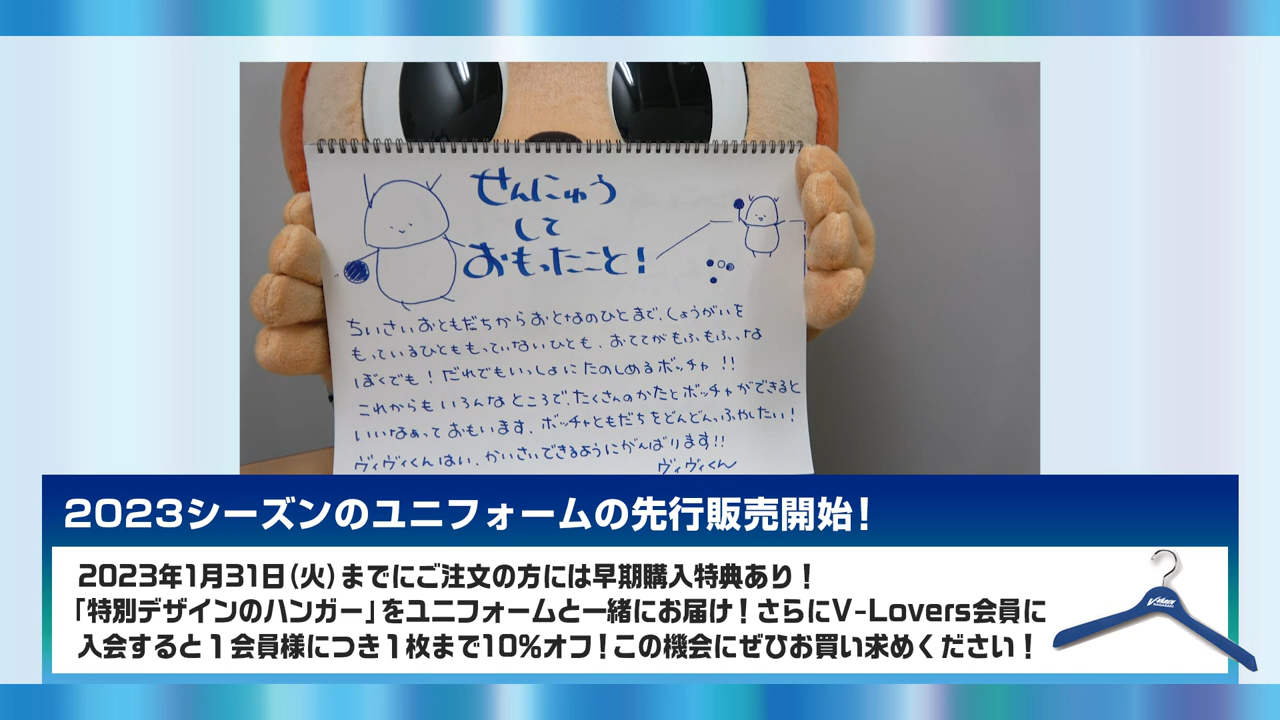 せんにゅう
して
おもったこと!
ちいさいおともだちからおとなのひとまで、しょうがいを
もっているひとももっていないひとも、おててがもふもふっな
ぼくでも!だれでもいっしょにたのしめるボッチャ!!
これからもいろんなところで、たくさんのかたとボッチャができると
いいなぁっておもいます。ボッチャともだちをどんどんっふやしたい!
ヴィヴィくんはい、かいさいできるようにがんばります!!
ヴィヴィくん
2023シーズンのユニフォームの先行販売開始!
2023年1月31日(火)までにご注文の方には早期購入特典あり!
「特別デザインのハンガー」をユニフォームと一緒にお届け!さらにV-Lovers会員に
入会すると1会員様につき1枚まで10%オフ!この機会にぜひお買い求めください!
V-VAREN
NAGASAKI